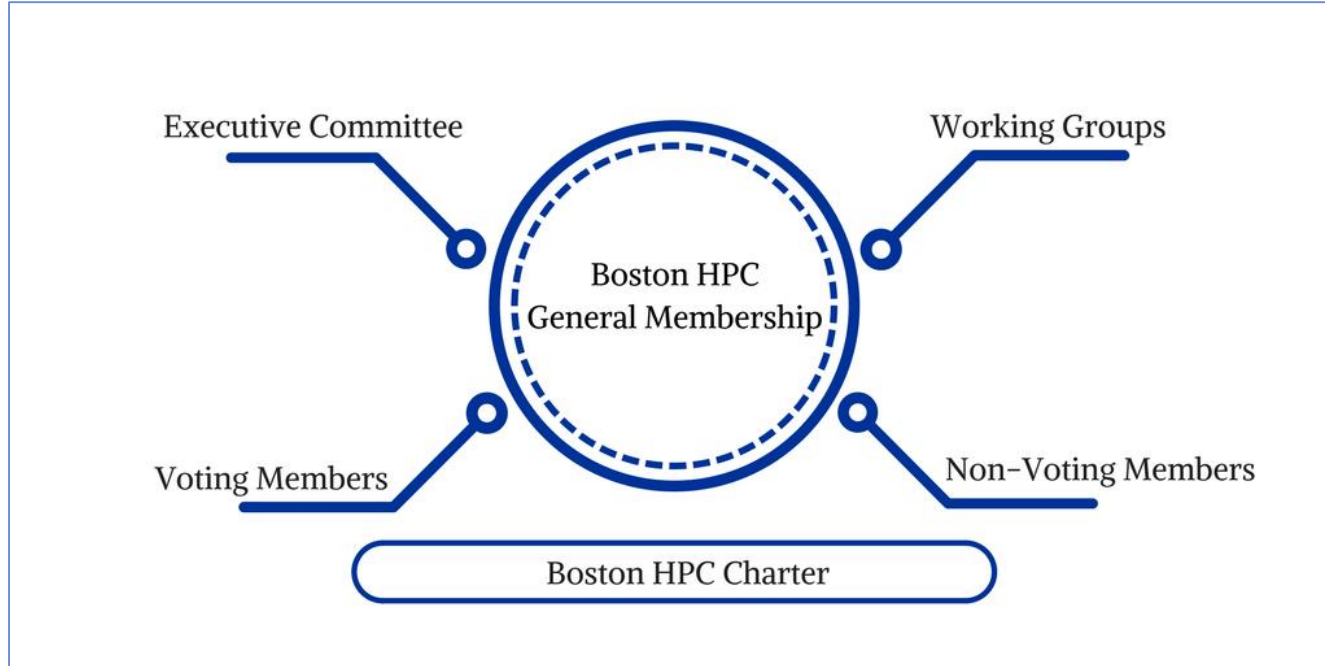 Executive Committee
Working Groups
Boston HPC
General Membership
Voting Members
Non-Voting Members
Boston HPC Charter